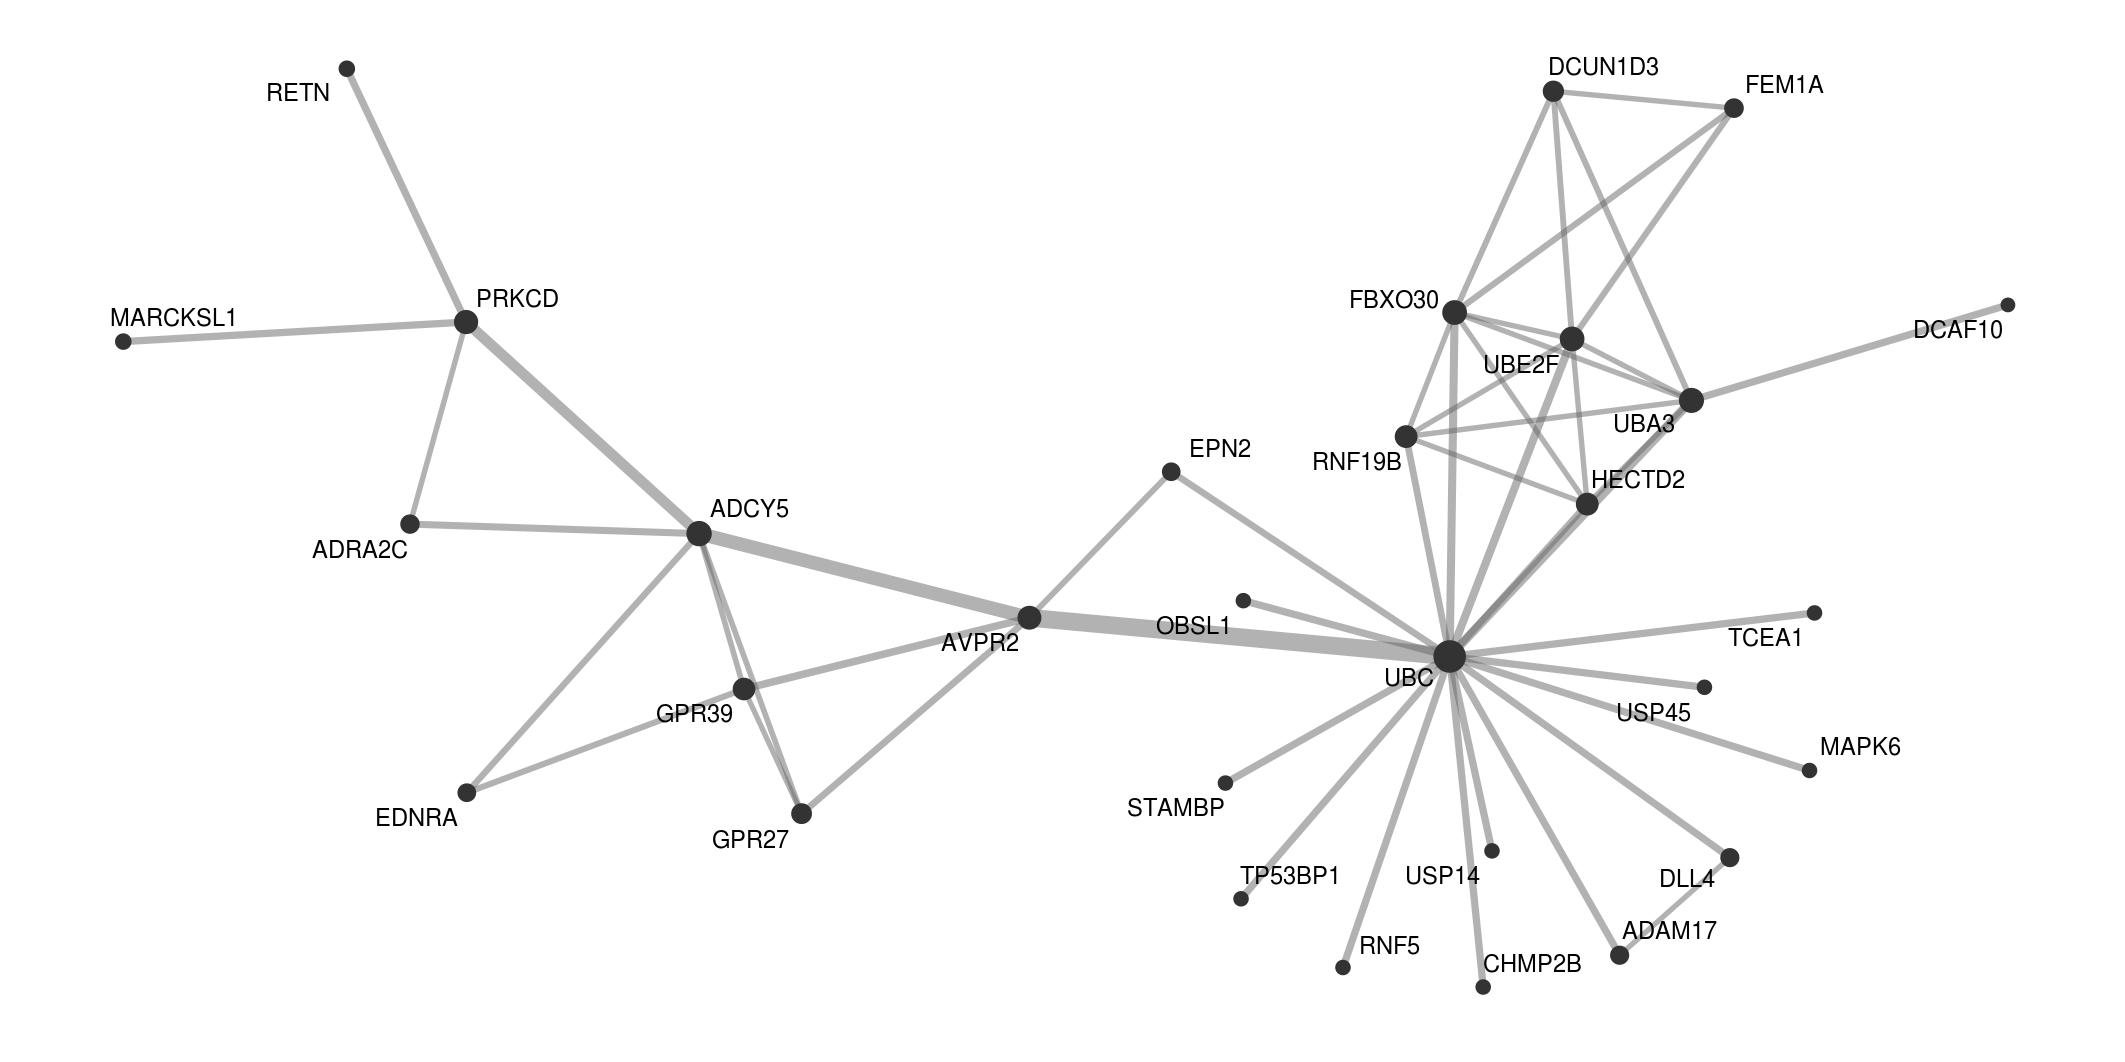 DCUN1D3
FEM1A
RETN
PRKCD
FBXO30
MARCKSL1
DCAF10
UBE2F
UBA3
EPN2
RNF19B
HECTD2
ADCY5
ADRA2C
OBSL1
TCEA1
AVPR2
UBC
GPR39
USP45
MAPK6
STAMBP
EDNRA
GPR27
TP53BP1
USP14
DLL4
ADAM17
RNF5
CHMP2B